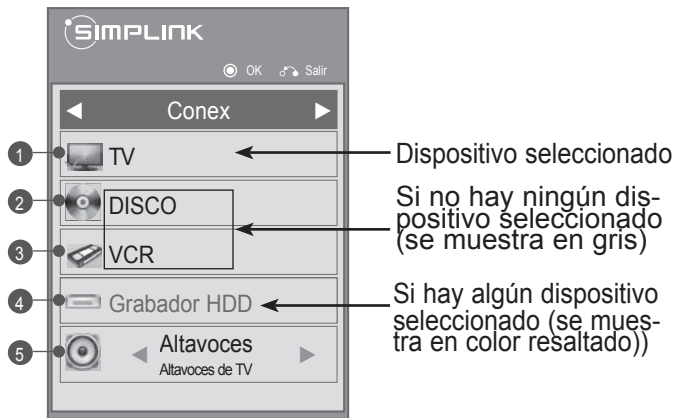 SIMPLINK
OK Salir
Conex
1 TV
Dispositivo seleccionado
2 DISCO
3 VCR
Si no hay ningún dis-
positivo seleccionado
(se muestra en gris)
4 Grabador HDD
Si hay algún dispositivo
seleccionado (se mues-
tra en color resaltado))
5 Altavoces
Altavoces de TV